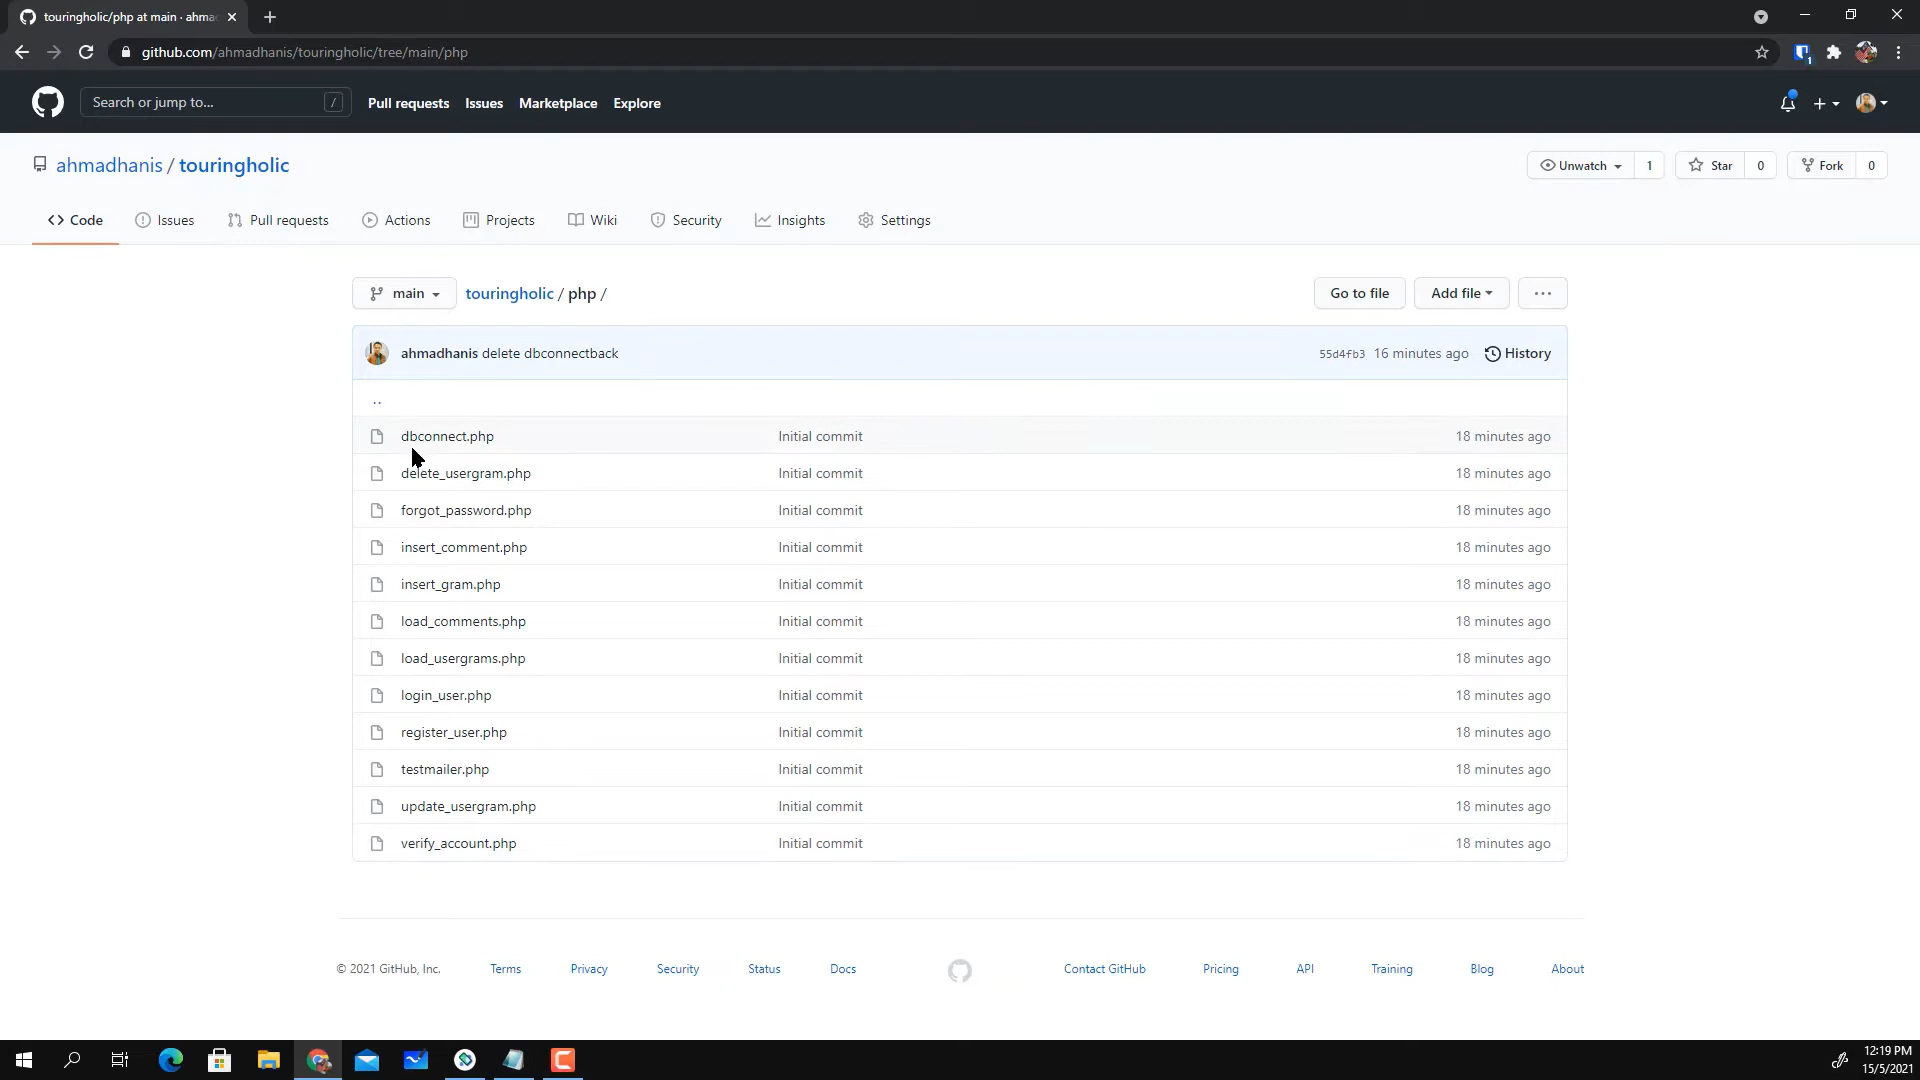 touringholic/php at main · ahma
github.com/ahmadhanis/touringholic/tree/main/php
1
Search or jump to...
/
Pull requests
Issues
Marketplace
Explore
ahmadhanis / touringholic
Unwatch
1
Star
0
Fork
0
Code
Issues
Pull requests
Actions
Projects
Wiki
Security
Insights
Settings
main
touringholic / php /
Go to file
Add file
ahmadhanis delete dbconnectback
55d4fb3 16 minutes ago
History
..
dbconnect.php Initial commit 18 minutes ago
delete_usergram.php Initial commit 18 minutes ago
forgot_password.php Initial commit 18 minutes ago
insert_comment.php Initial commit 18 minutes ago
insert_gram.php Initial commit 18 minutes ago
load_comments.php Initial commit 18 minutes ago
load_usergrams.php Initial commit 18 minutes ago
login_user.php Initial commit 18 minutes ago
register_user.php Initial commit 18 minutes ago
testmailer.php Initial commit 18 minutes ago
update_usergram.php Initial commit 18 minutes ago
verify_account.php Initial commit 18 minutes ago
© 2021 GitHub, Inc.
Terms
Privacy
Security
Status
Docs
Contact GitHub
Pricing
API
Training
Blog
About
12:19 PM
15/5/2021